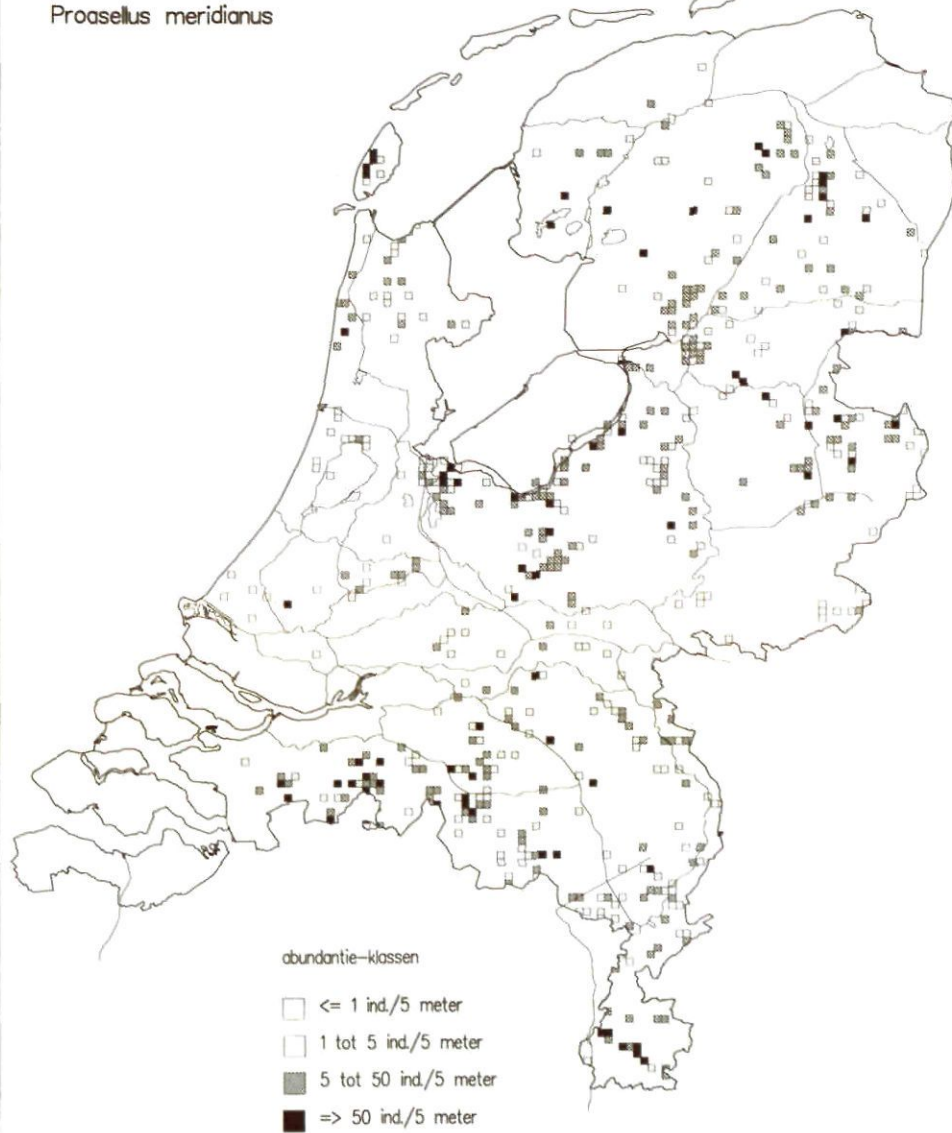 Proasellus meridianus
abundantie-klassen
<= 1 ind./5 meter
1 tot 5 ind./5 meter
5 tot 50 ind./5 meter
=> 50 ind./5 meter